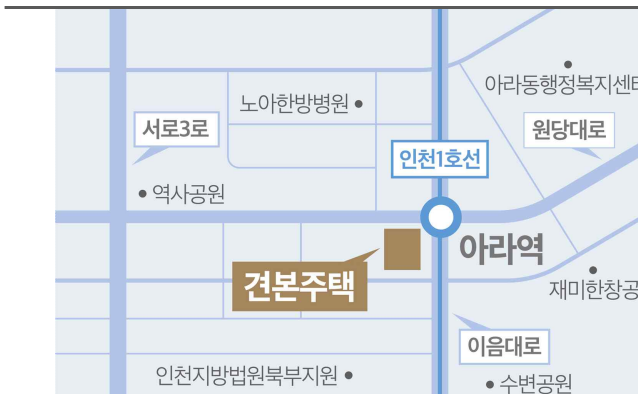 아라동행정복지센터
노아한방병원
서로3로
원당대로
인천1호선
역사공원
아라역
견본주택
재미한창공
이음대로
인천지방법원북부지원
수변공원